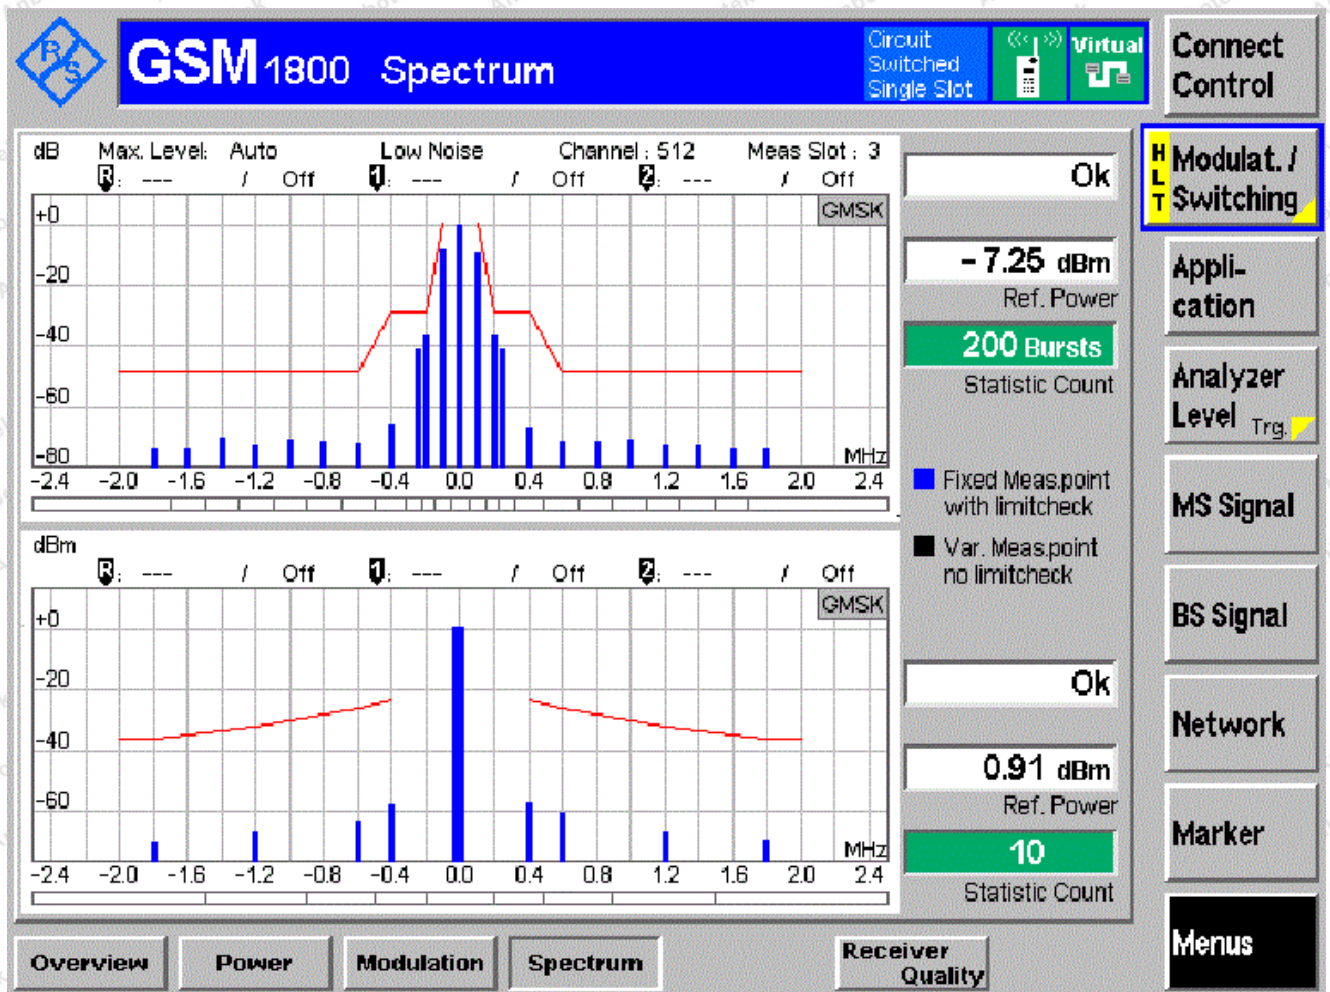 R S
GSM 1800 Spectrum
Circuit
Switched
Single Slot
Virtual
Connect
Control
dB Max. Level: Auto Low Noise Channel : 512 Meas Slot : 3
R: --- / Off 1: --- / Off 2: --- / Off
GMSK
+0
-20
-40
-60
-80
MHz
-2.4 -2.0 -1.6 -1.2 -0.8 -0.4 0.0 0.4 0.8 1.2 1.6 2.0 2.4
Ok
- 7.25 dBm
Ref. Power
200 Bursts
Statistic Count
Fixed Meas.point
with limitcheck
Var. Meas.point
no limitcheck
dBm
R: --- / Off 1: --- / Off 2: --- / Off
GMSK
+0
-20
-40
-60
MHz
-2.4 -2.0 -1.6 -1.2 -0.8 -0.4 0.0 0.4 0.8 1.2 1.6 2.0 2.4
Ok
0.91 dBm
Ref. Power
10
Statistic Count
HLT
Modulat. /
Switching
Appli-
cation
Analyzer
Level Trg.
MS Signal
BS Signal
Network
Marker
Menus
Overview Power Modulation Spectrum
Receiver
Quality